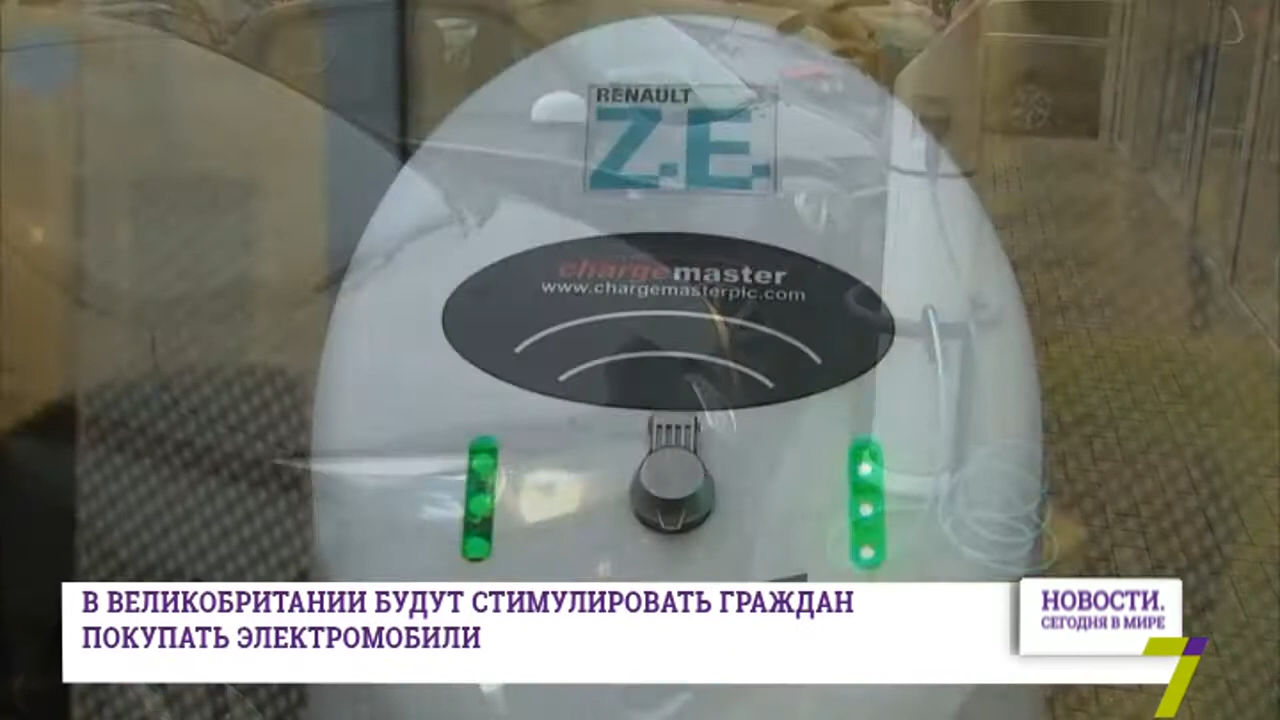 RENAULT
Z.E.
chargemaster
www.chargemasterplc.com
В ВЕЛИКОБРИТАНИИ БУДУТ СТИМУЛИРОВАТЬ ГРАЖДАН
ПОКУПАТЬ ЭЛЕКТРОМОБИЛИ
НОВОСТИ.
СЕГОДНЯ В МИРЕ
7